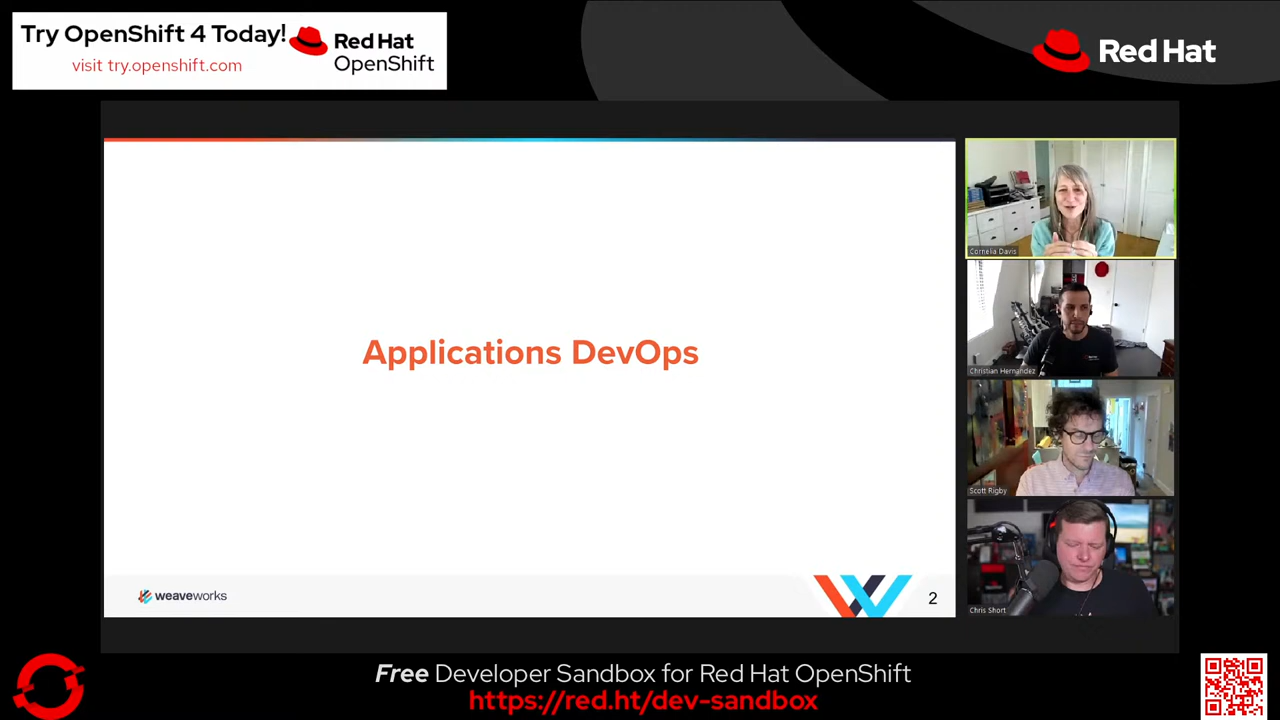 Try OpenShift 4 Today!
visit try.openshift.com
Red Hat
OpenShift
Red Hat
Applications DevOps
weaveworks
2
Cornelia Davis
Christian Hernandez
Scott Rigby
Chris Short
Free Developer Sandbox for Red Hat OpenShift
https://red.ht/dev-sandbox